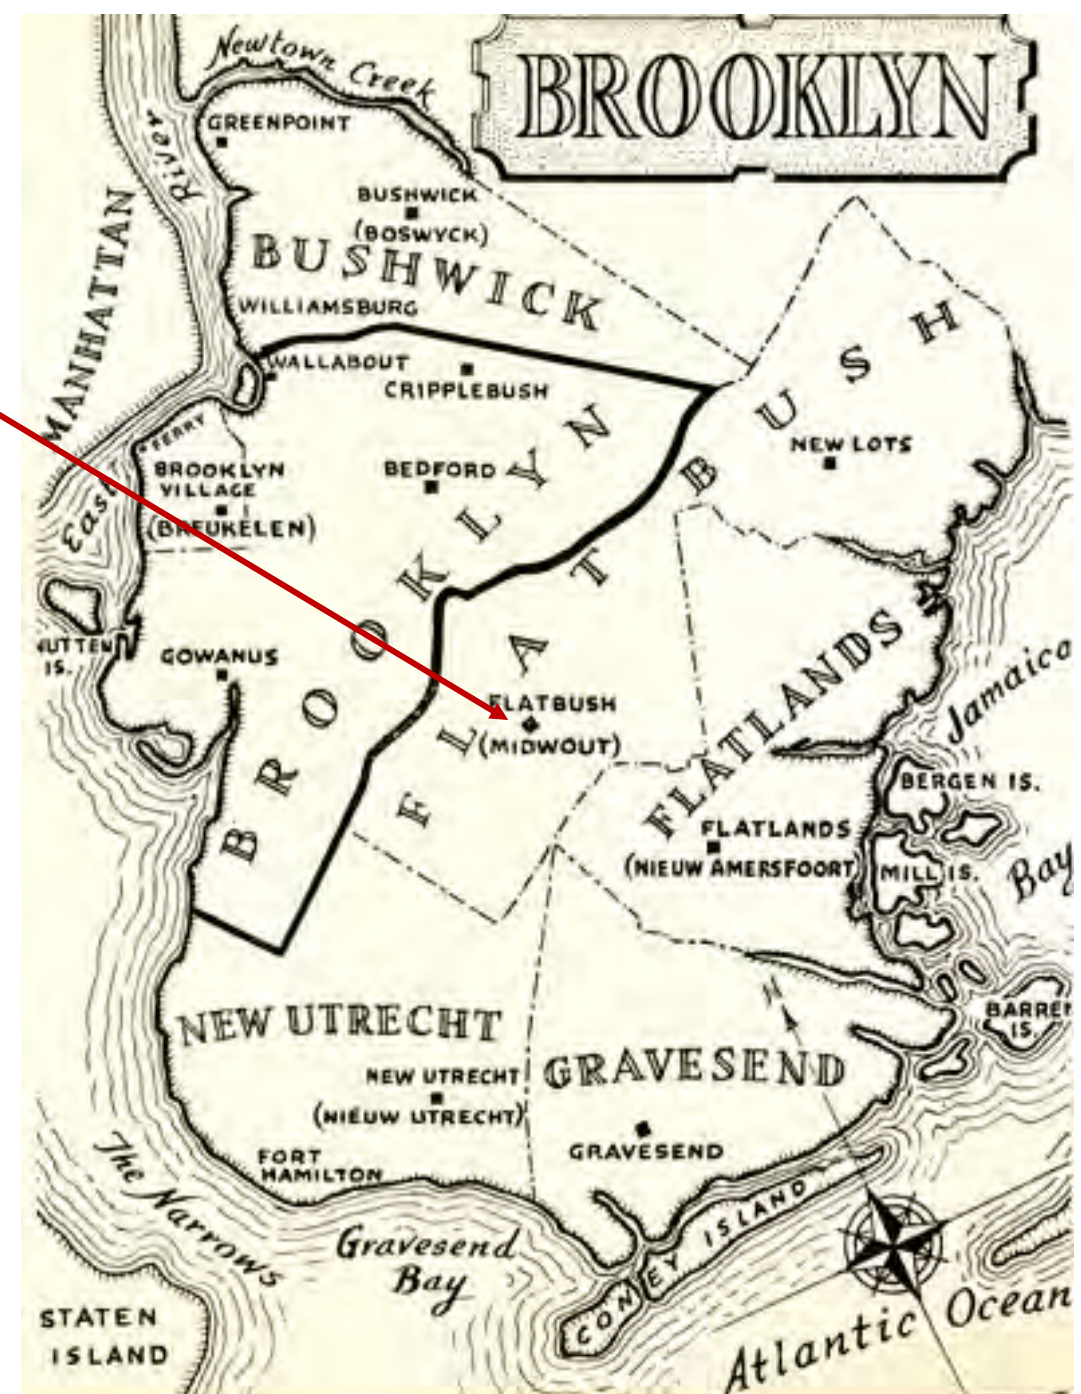 BROOKLYN
Newtown Creek
GREENPOINT
River
BUSHWICK
(BOSWYCK)
BUSHWICK
MANHATTAN
WILLIAMSBURG
WALLABOUT
CRIPPLEBUSH
FERRY
BROOKLYN
VILLAGE
(BREUKELEN)
East
BEDFORD
NEW LOTS
BROOKLYN
FLATBUSH
NUTTEN
IS.
GOWANUS
FLATBUSH
(MIDWOUT)
FLATLANDS
Jamaica
Bay
BERGEN IS.
FLATLANDS
(NIEUW AMERSFOORT)
MILL IS.
N
BARREN
IS.
NEW UTRECHT
NEW UTRECHT
(NIEUW UTRECHT)
GRAVESEND
GRAVESEND
FORT
HAMILTON
The Narrows
Gravesend
Bay
CONEY ISLAND
STATEN
ISLAND
Atlantic Ocean